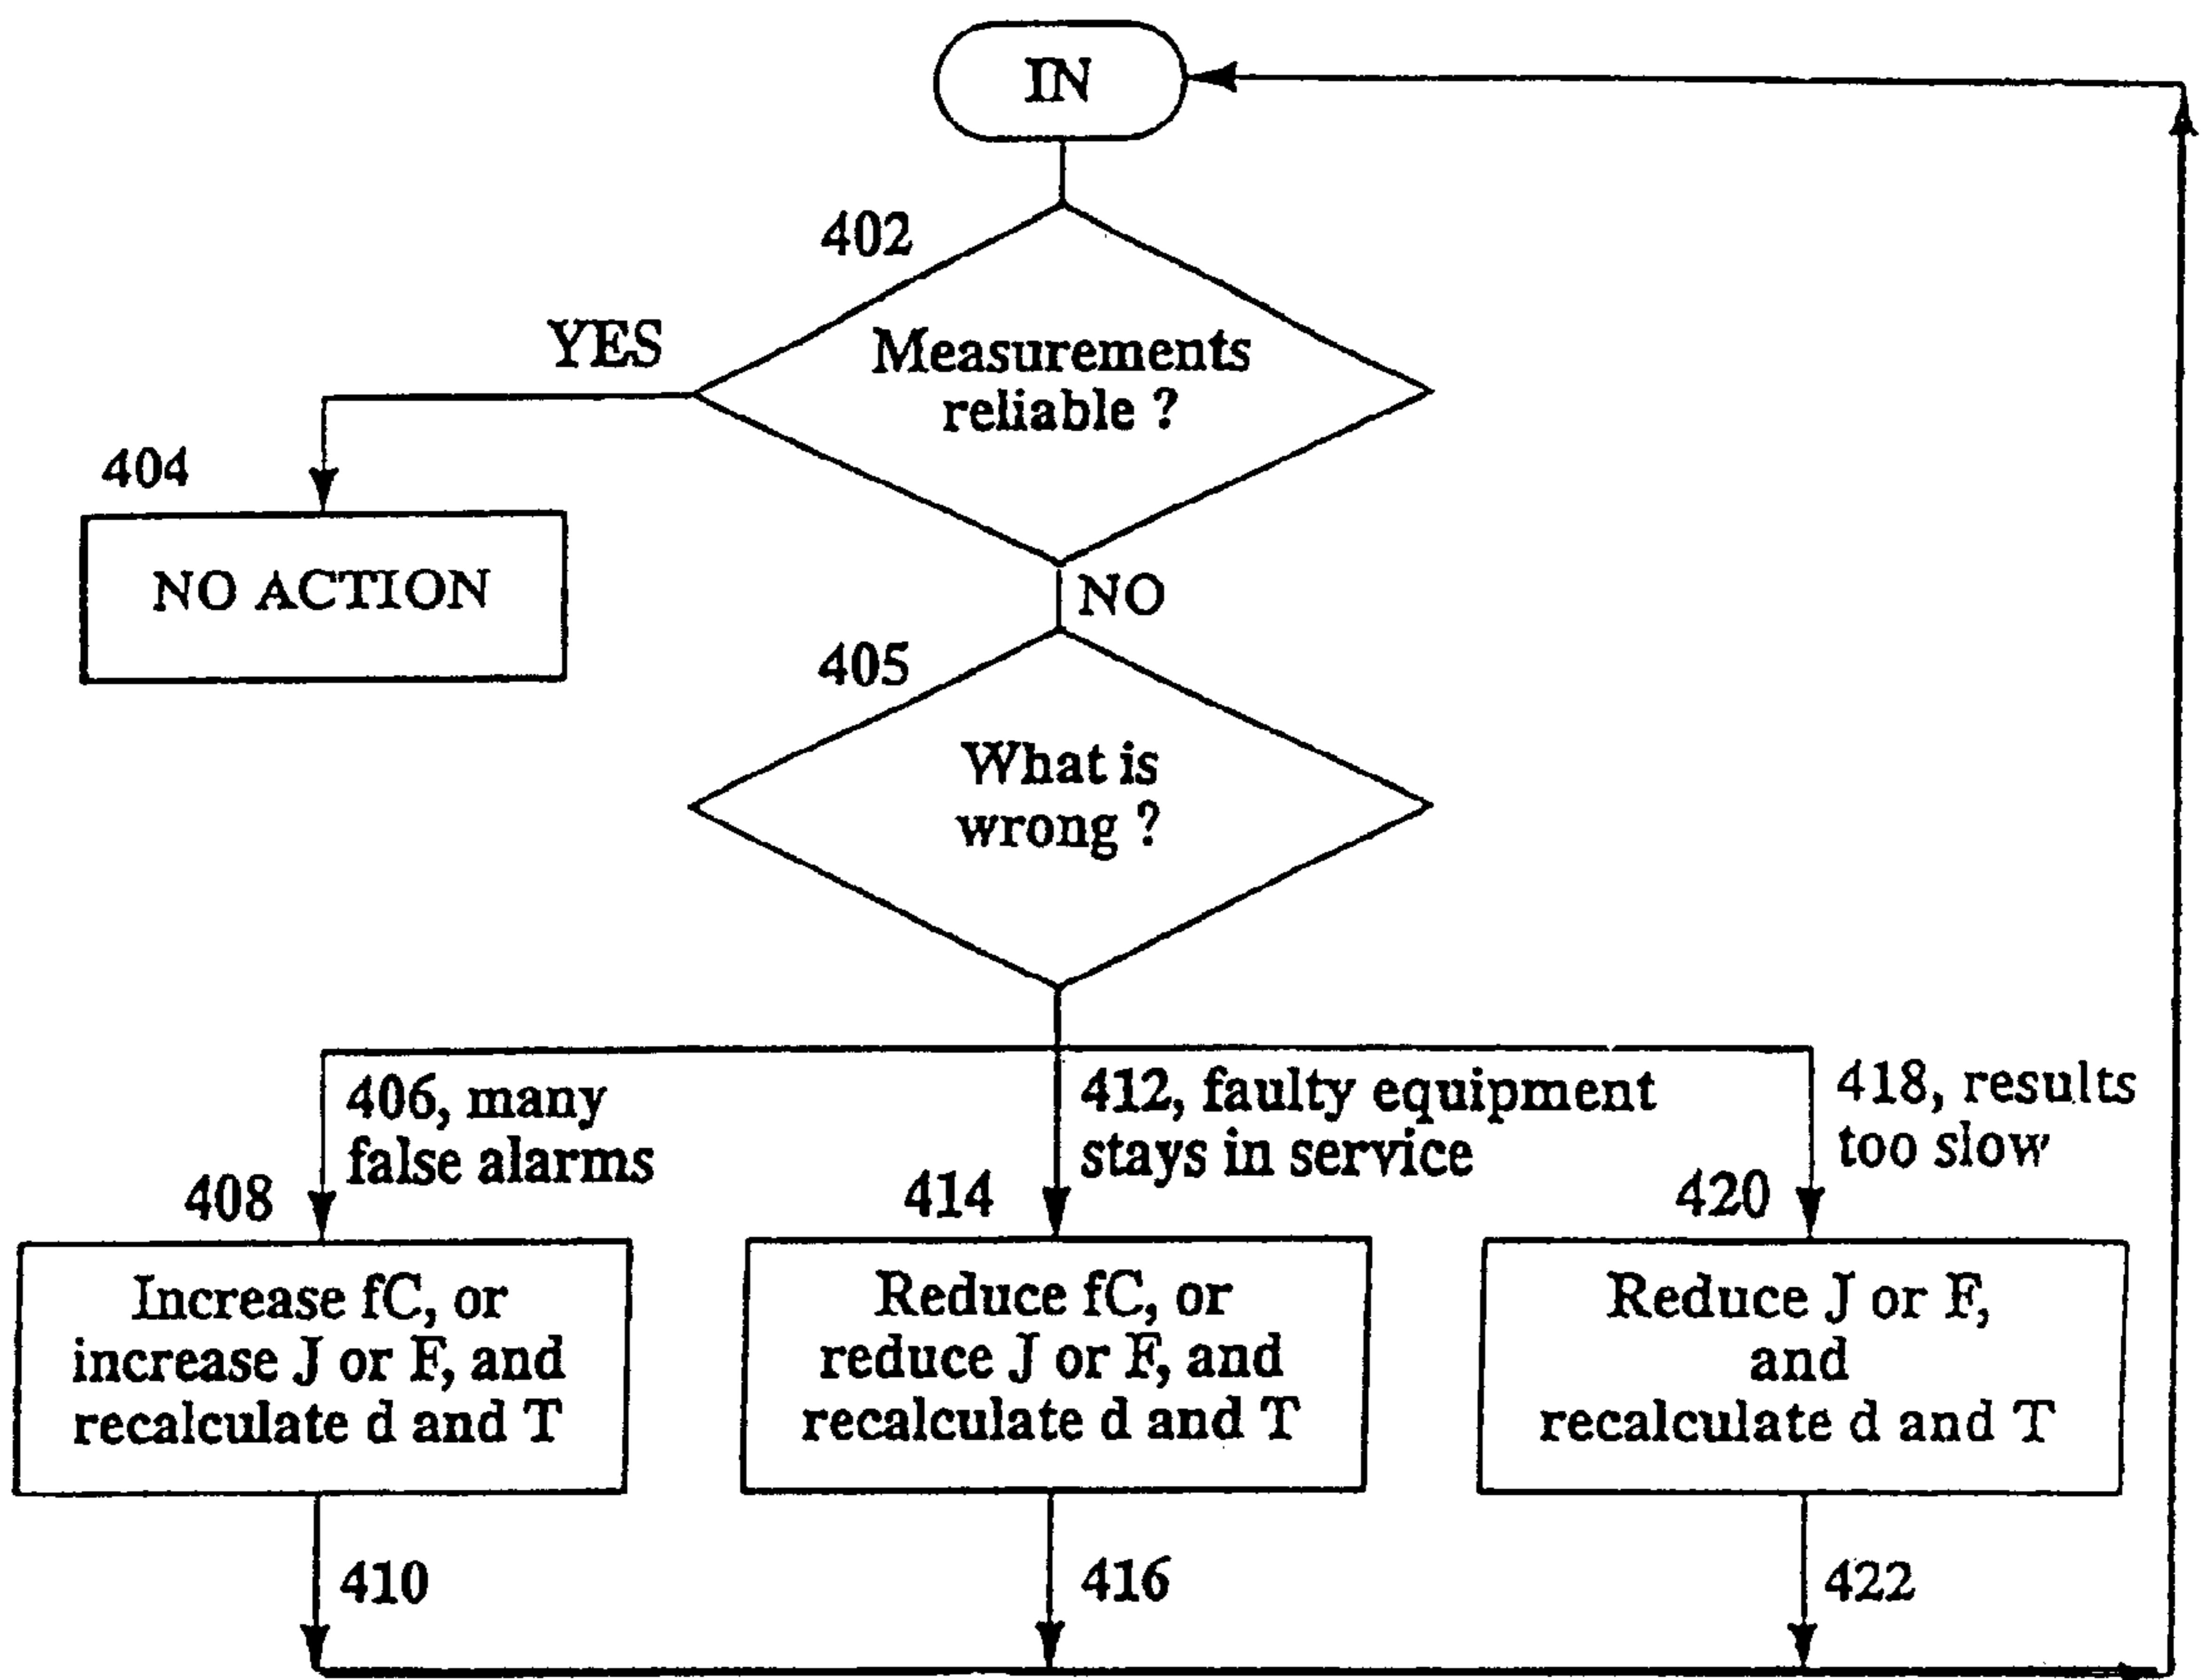 IN
402
YES
Measurements
reliable ?
404
NO ACTION
NO
405
What is
wrong ?
406, many
false alarms
412, faulty equipment
stays in service
418, results
too slow
408
414
420
Increase fC, or
increase J or F, and
recalculate d and T
Reduce fC, or
reduce J or F, and
recalculate d and T
Reduce J or F,
and
recalculate d and T
410
416
422